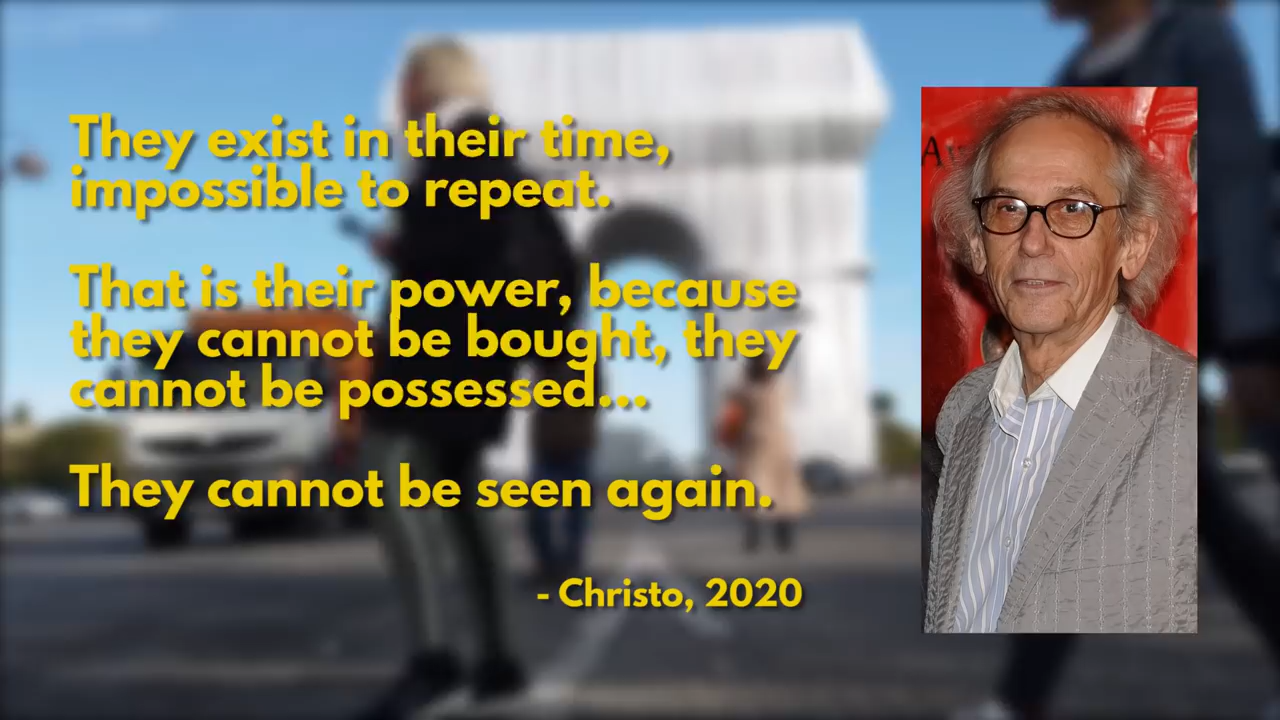 They exist in their time,
impossible to repeat.
That is their power, because
they cannot be bought, they
cannot be possessed...
They cannot be seen again.
- Christo, 2020